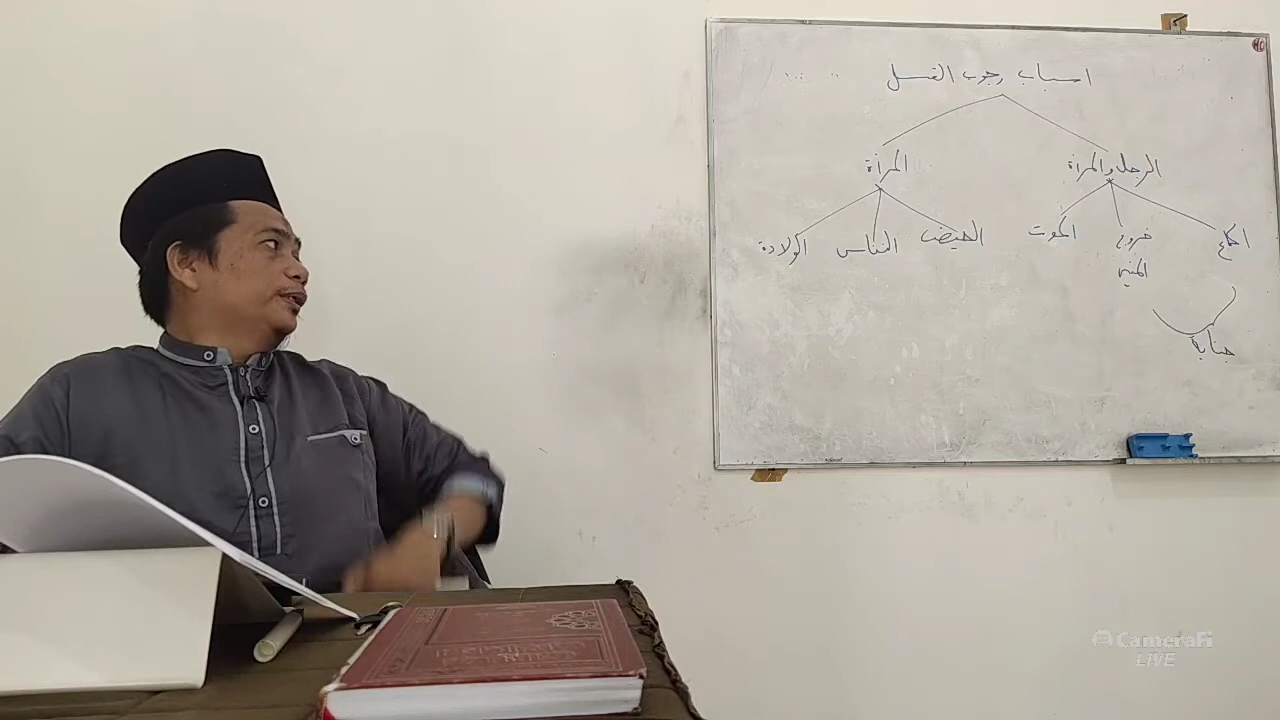 اسباب وجوب الغسل
الرجل والمرأة
المرأة
الجماع
خروج
المني
الموت
الحيض
النفاس
الولادة
جنابة
CameraFi
LIVE